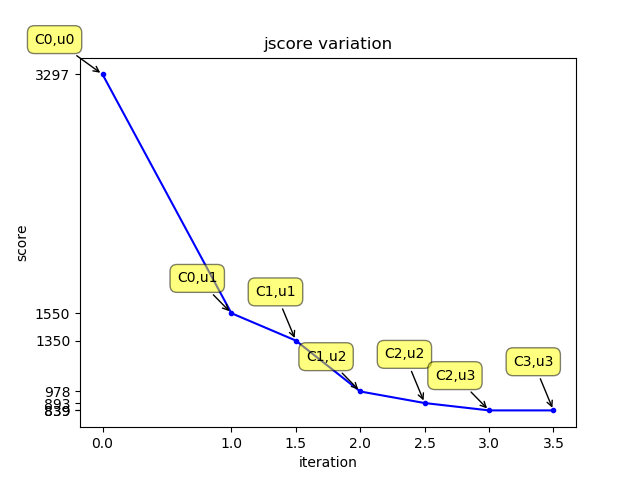 jscore variation
C0,u0
C0,u1
C1,u1
C1,u2
C2,u2
C2,u3
C3,u3
score
3297
1550
1350
978
893
839
0.0 1.0 1.5 2.0 2.5 3.0 3.5
iteration